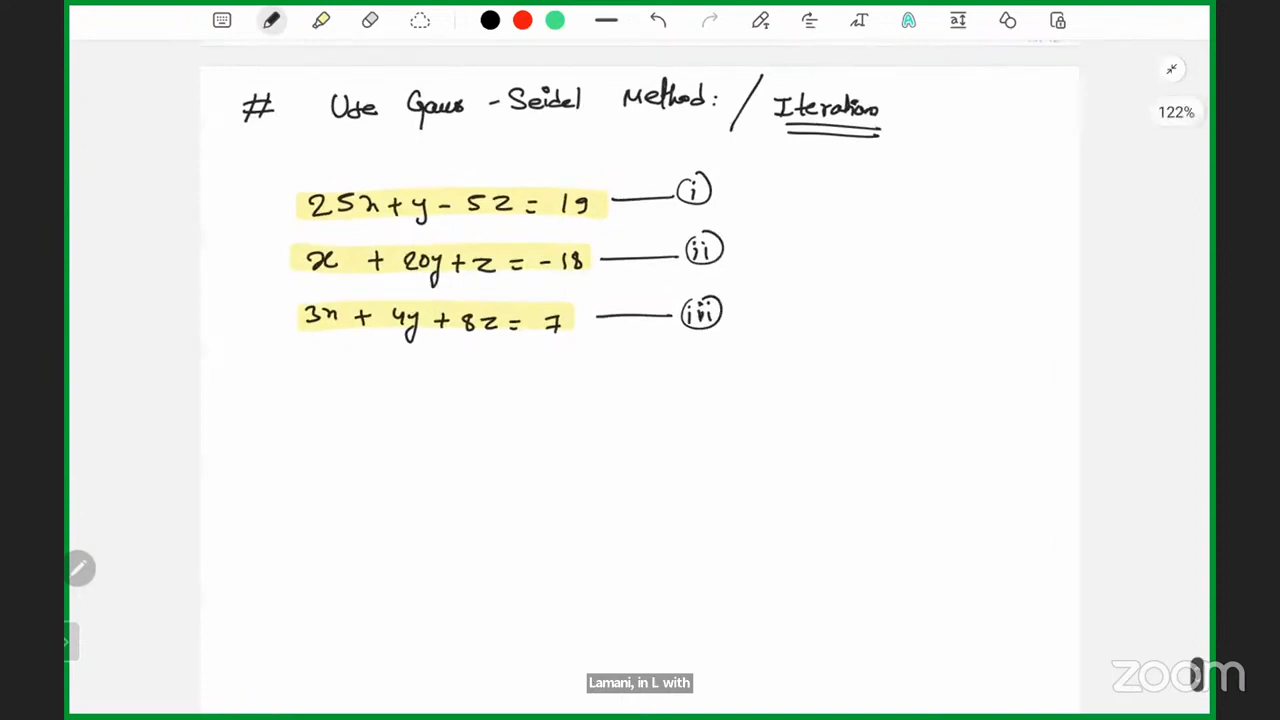 122%
# Use Gauss - Seidel Method: / Iterations
25x + y - 5z = 19 (i)
x + 20y + z = -18 (ii)
3x + 4y + 8z = 7 (iii)
Lamani, in L with
zoom